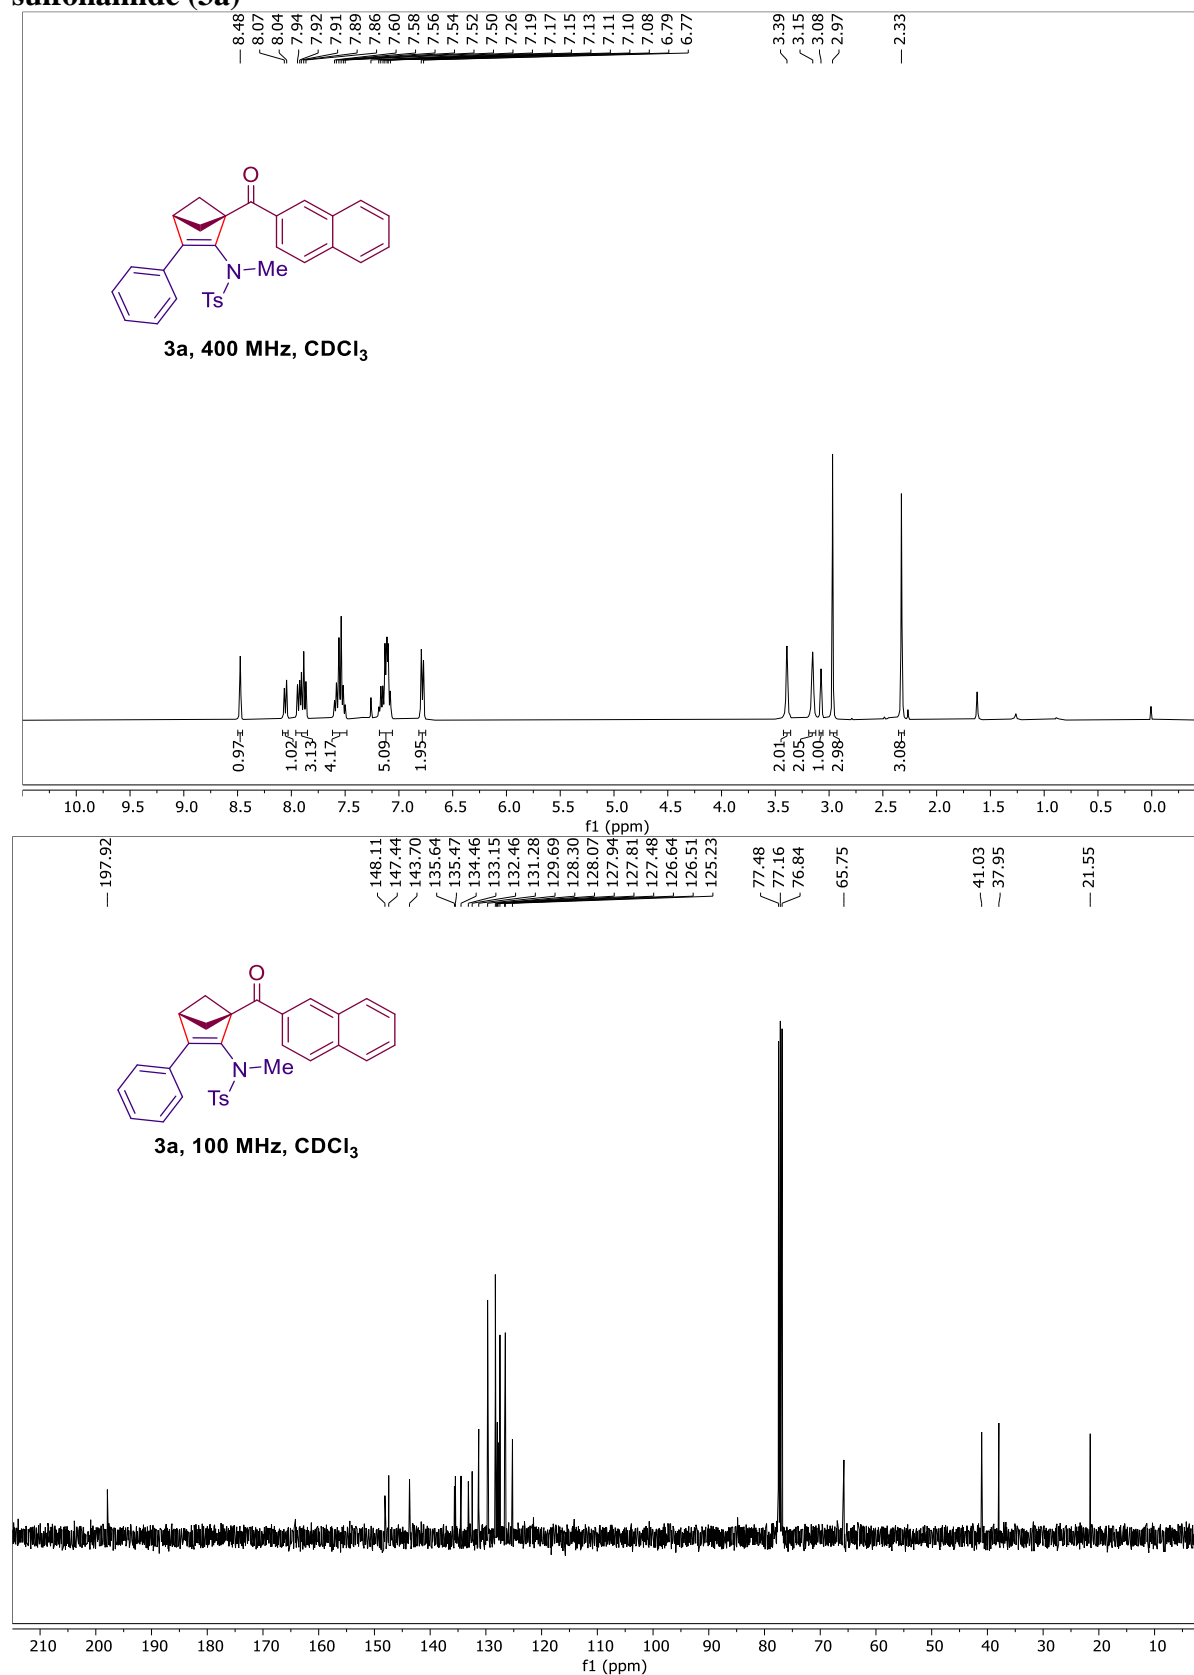 sulfonamide (3a)
8.48 8.07 8.04 7.94 7.92 7.91 7.89 7.86 7.60 7.58 7.56 7.54 7.52 7.50 7.26 7.19 7.17 7.15 7.13 7.11 7.10 7.08 6.79 6.77 3.39 3.15 3.08 2.97 2.33
O
N Me
Ts
3a, 400 MHz, CDCl3
0.97 1.02 3.13 4.17 5.09 1.95 2.01 2.05 1.00 2.98 3.08
10.0 9.5 9.0 8.5 8.0 7.5 7.0 6.5 6.0 5.5 5.0 4.5 4.0 3.5 3.0 2.5 2.0 1.5 1.0 0.5 0.0
f1 (ppm)
197.92 148.11 147.44 143.70 135.64 135.47 134.46 133.15 132.46 131.28 129.69 128.30 128.07 127.94 127.81 127.48 126.64 126.51 125.23 77.48 77.16 76.84 65.75 41.03 37.95 21.55
O
N Me
Ts
3a, 100 MHz, CDCl3
210 200 190 180 170 160 150 140 130 120 110 100 90 80 70 60 50 40 30 20 10
f1 (ppm)